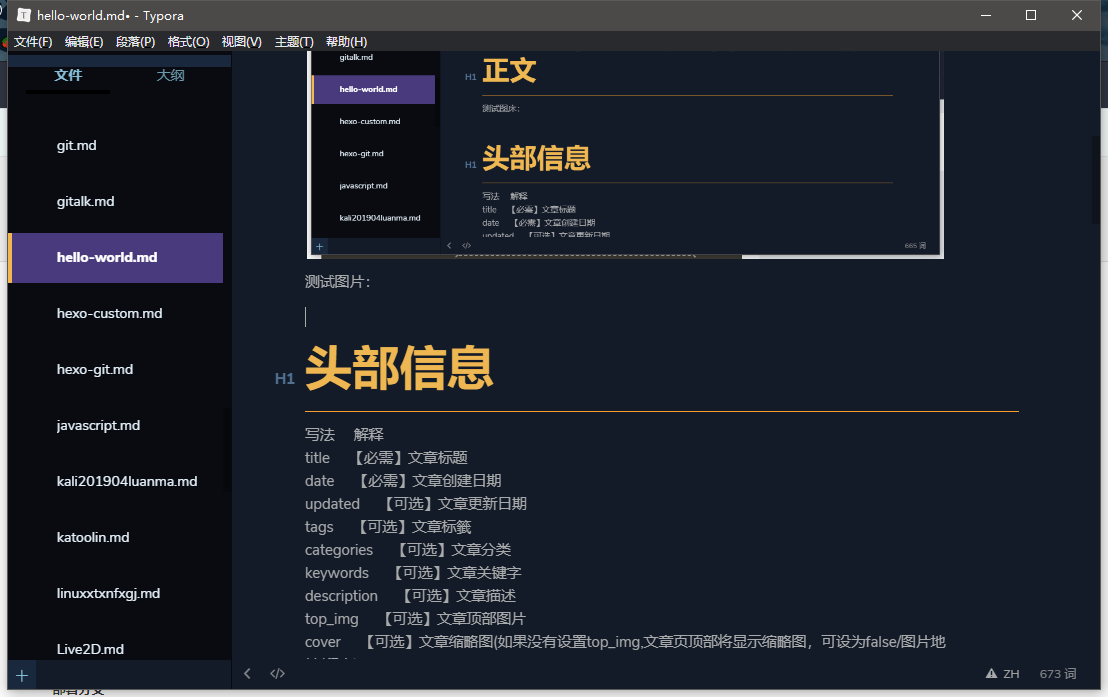 hello-world.md• - Typora
文件(F) 编辑(E) 段落(P) 格式(O) 视图(V) 主题(T) 帮助(H)
文件 大纲
git.md
gitalk.md
hello-world.md
hexo-custom.md
hexo-git.md
javascript.md
kali201904luanma.md
katoolin.md
linuxxtxnfxgj.md
Live2D.md
gitalk.md
hello-world.md
hexo-custom.md
hexo-git.md
javascript.md
kali201904luanma.md
H1 正文
测试图床:
H1 头部信息
写法 解释
title 【必需】文章标题
date 【必需】文章创建日期
updated 【可选】文章更新日期
665 词
测试图片:
H1 头部信息
写法 解释
title 【必需】文章标题
date 【必需】文章创建日期
updated 【可选】文章更新日期
tags 【可选】文章标籤
categories 【可选】文章分类
keywords 【可选】文章关键字
description 【可选】文章描述
top_img 【可选】文章顶部图片
cover 【可选】文章缩略图(如果没有设置top_img,文章页顶部将显示缩略图，可设为false/图片地
ZH 673 词